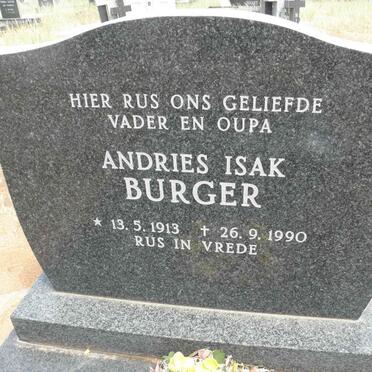 HIER RUS ONS GELIEFDE
VADER EN OUPA
ANDRIES ISAK
BURGER
* 13. 5. 1913 † 26. 9. 1990
RUS IN VREDE